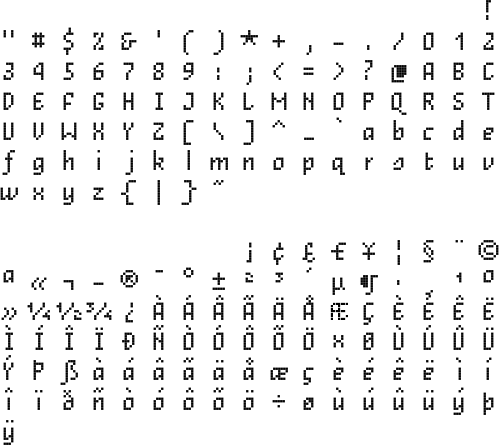 !
" # $ % & ' ( ) * + , - . / 0 1 2
3 4 5 6 7 8 9 : ; < = > ? @ A B C
D E F G H I J K L M N O P Q R S T
U V W X Y Z [ \ ] ^ _ ` a b c d e
f g h i j k l m n o p q r s t u v
w x y z { | } ~
¡ ¢ £ € ¥ ¦ § ¨ ©
ª « ¬ - ® ¯ ° ± ² ³ ´ µ ¶ · ¸ ¹ º
» ¼ ½ ¾ ¿ À Á Â Ã Ä Å Æ Ç È É Ê Ë
Ì Í Î Ï Ð Ñ Ò Ó Ô Õ Ö × Ø Ù Ú Û Ü
Ý Þ ß à á â ã ä å æ ç è é ê ë ì í
î ï ð ñ ò ó ô õ ö ÷ ø ù ú û ü ý þ
ÿ